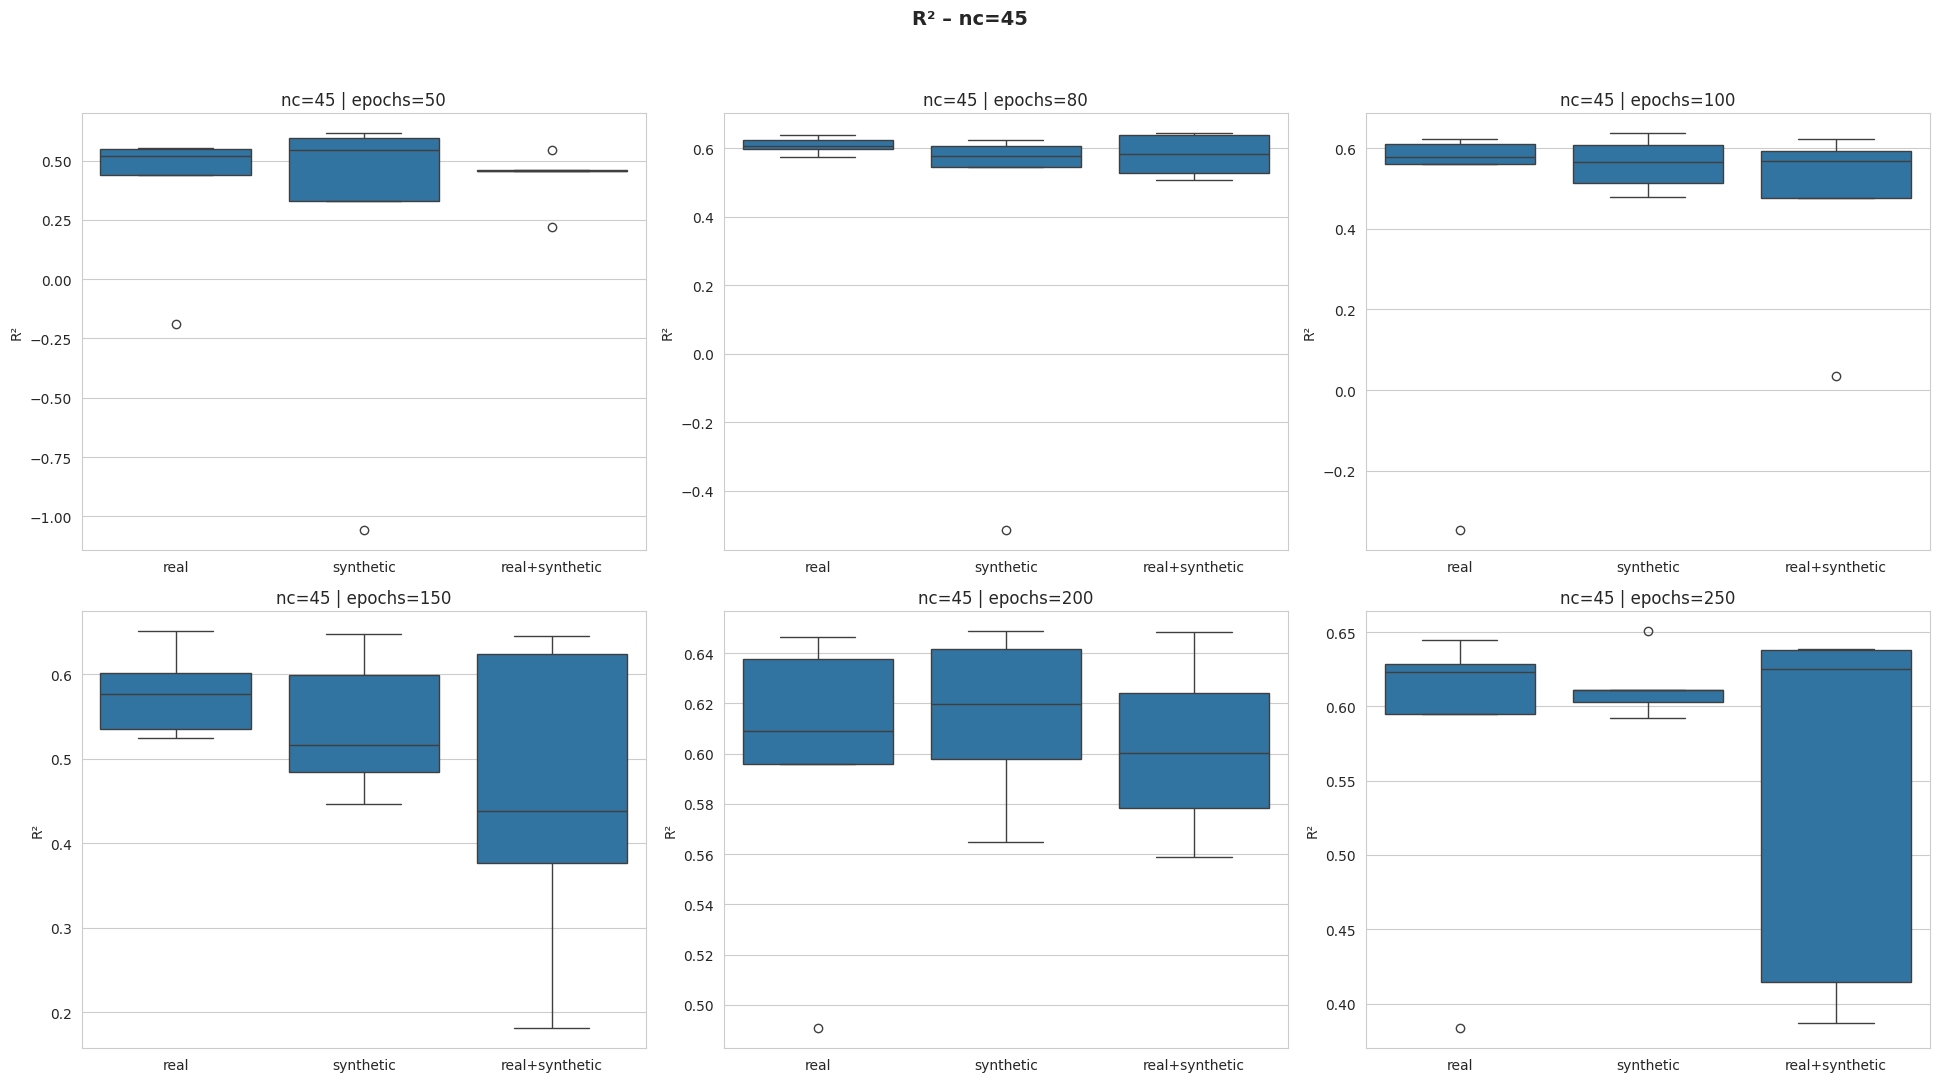 R² – nc=45
nc=45 | epochs=50
0.50
0.25
0.00
−0.25
−0.50
−0.75
−1.00
R²
real synthetic real+synthetic
nc=45 | epochs=80
0.6
0.4
0.2
0.0
−0.2
−0.4
R²
real synthetic real+synthetic
nc=45 | epochs=100
0.6
0.4
0.2
0.0
−0.2
R²
real synthetic real+synthetic
nc=45 | epochs=150
0.6
0.5
0.4
0.3
0.2
R²
real synthetic real+synthetic
nc=45 | epochs=200
0.64
0.62
0.60
0.58
0.56
0.54
0.52
0.50
R²
real synthetic real+synthetic
nc=45 | epochs=250
0.65
0.60
0.55
0.50
0.45
0.40
R²
real synthetic real+synthetic